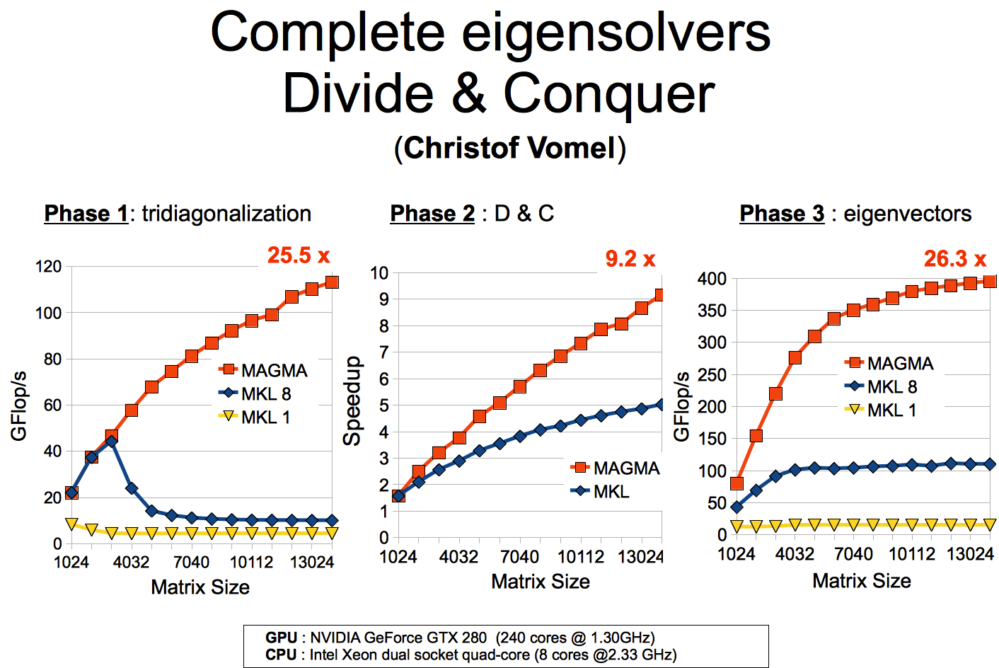 Complete eigensolvers
Divide & Conquer
(Christof Vomel)
Phase 1: tridiagonalization
25.5 x
120
100
80
60
40
20
0
GFlop/s
MAGMA
MKL 8
MKL 1
1024 4032 7040 10112 13024
Matrix Size
Phase 2 : D & C
9.2 x
10
9
8
7
6
5
4
3
2
1
0
Speedup
MAGMA
MKL
1024 4032 7040 10112 13024
Matrix Size
Phase 3 : eigenvectors
26.3 x
400
350
300
250
200
150
100
50
0
GFlop/s
MAGMA
MKL 8
MKL 1
1024 4032 7040 10112 13024
Matrix Size
GPU : NVIDIA GeForce GTX 280 (240 cores @ 1.30GHz)
CPU : Intel Xeon dual socket quad-core (8 cores @2.33 GHz)